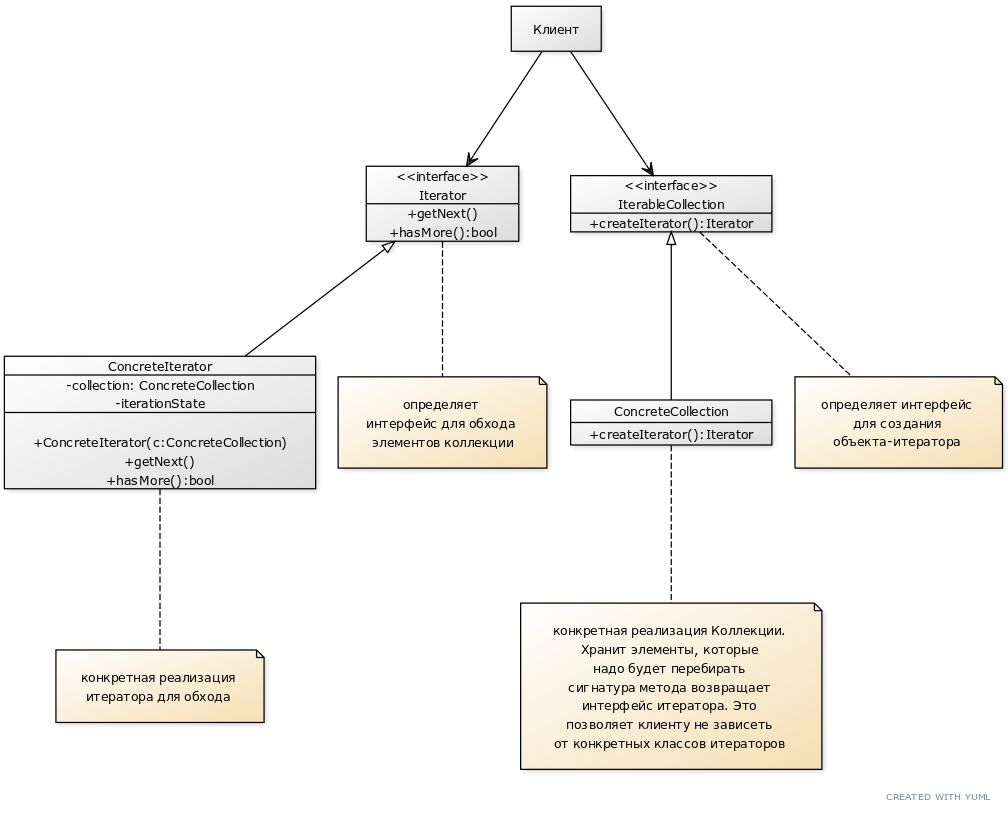 Клиент
<<interface>>
Iterator
+getNext()
+hasMore():bool
<<interface>>
IterableCollection
+createIterator():Iterator
ConcreteIterator
-collection: ConcreteCollection
-iterationState
+ConcreteIterator(c:ConcreteCollection)
+getNext()
+hasMore():bool
определяет
интерфейс для обхода
элементов коллекции
ConcreteCollection
+createIterator():Iterator
определяет интерфейс
для создания
объекта-итератора
конкретная реализация
итератора для обхода
конкретная реализация Коллекции.
Хранит элементы, которые
надо будет перебирать
сигнатура метода возвращает
интерфейс итератора. Это
позволяет клиенту не зависеть
от конкретных классов итераторов
CREATED WITH YUML